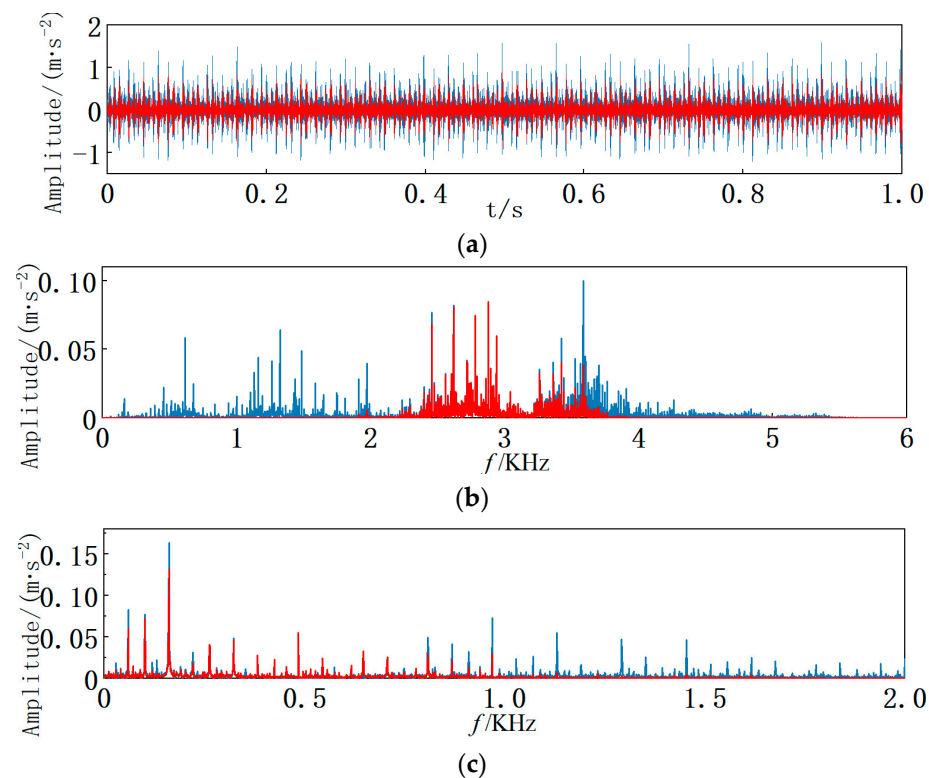 Amplitude/(m·s⁻²)
2
1
0
−1
0 0.2 0.4 0.6 0.8 1.0
t/s
(a)
Amplitude/(m·s⁻²)
0.10
0.05
0
0 1 2 3 4 5 6
f/KHz
(b)
Amplitude/(m·s⁻²)
0.15
0.10
0.05
0
0 0.5 1.0 1.5 2.0
f/KHz
(c)